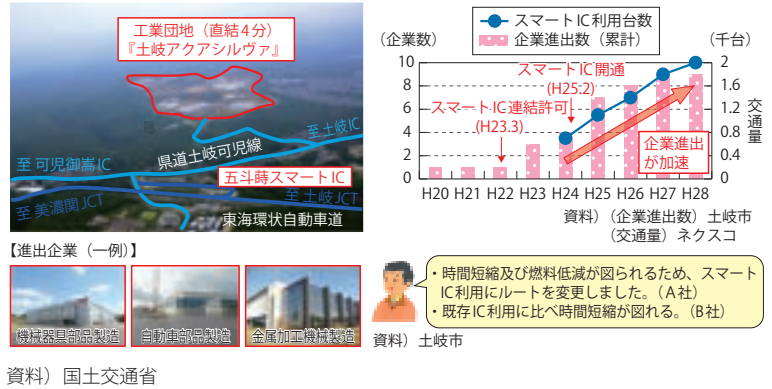 工業団地（直結4分）
『土岐アクアシルヴァ』
至 土岐IC
県道土岐可児線
至 可児御嵩IC
五斗蒔スマートIC
至 美濃関JCT
至 土岐JCT
東海環状自動車道
【進出企業（一例）】
機械器具部品製造
自動車部品製造
金属加工機械製造
スマートIC利用台数
企業進出数（累計）
（企業数）
（千台）
スマートIC開通
(H25.2)
スマートIC連結許可
(H23.3)
企業進出
が加速
10
8
6
4
2
0
2
1.6
1.2
0.8
0.4
0
交通量
H20 H21 H22 H23 H24 H25 H26 H27 H28
資料）（企業進出数）土岐市
（交通量）ネクスコ
・時間短縮及び燃料低減が図られるため、スマート
IC利用にルートを変更しました。（A社）
・既存IC利用に比べ時間短縮が図れる。（B社）
資料）土岐市
資料）国土交通省